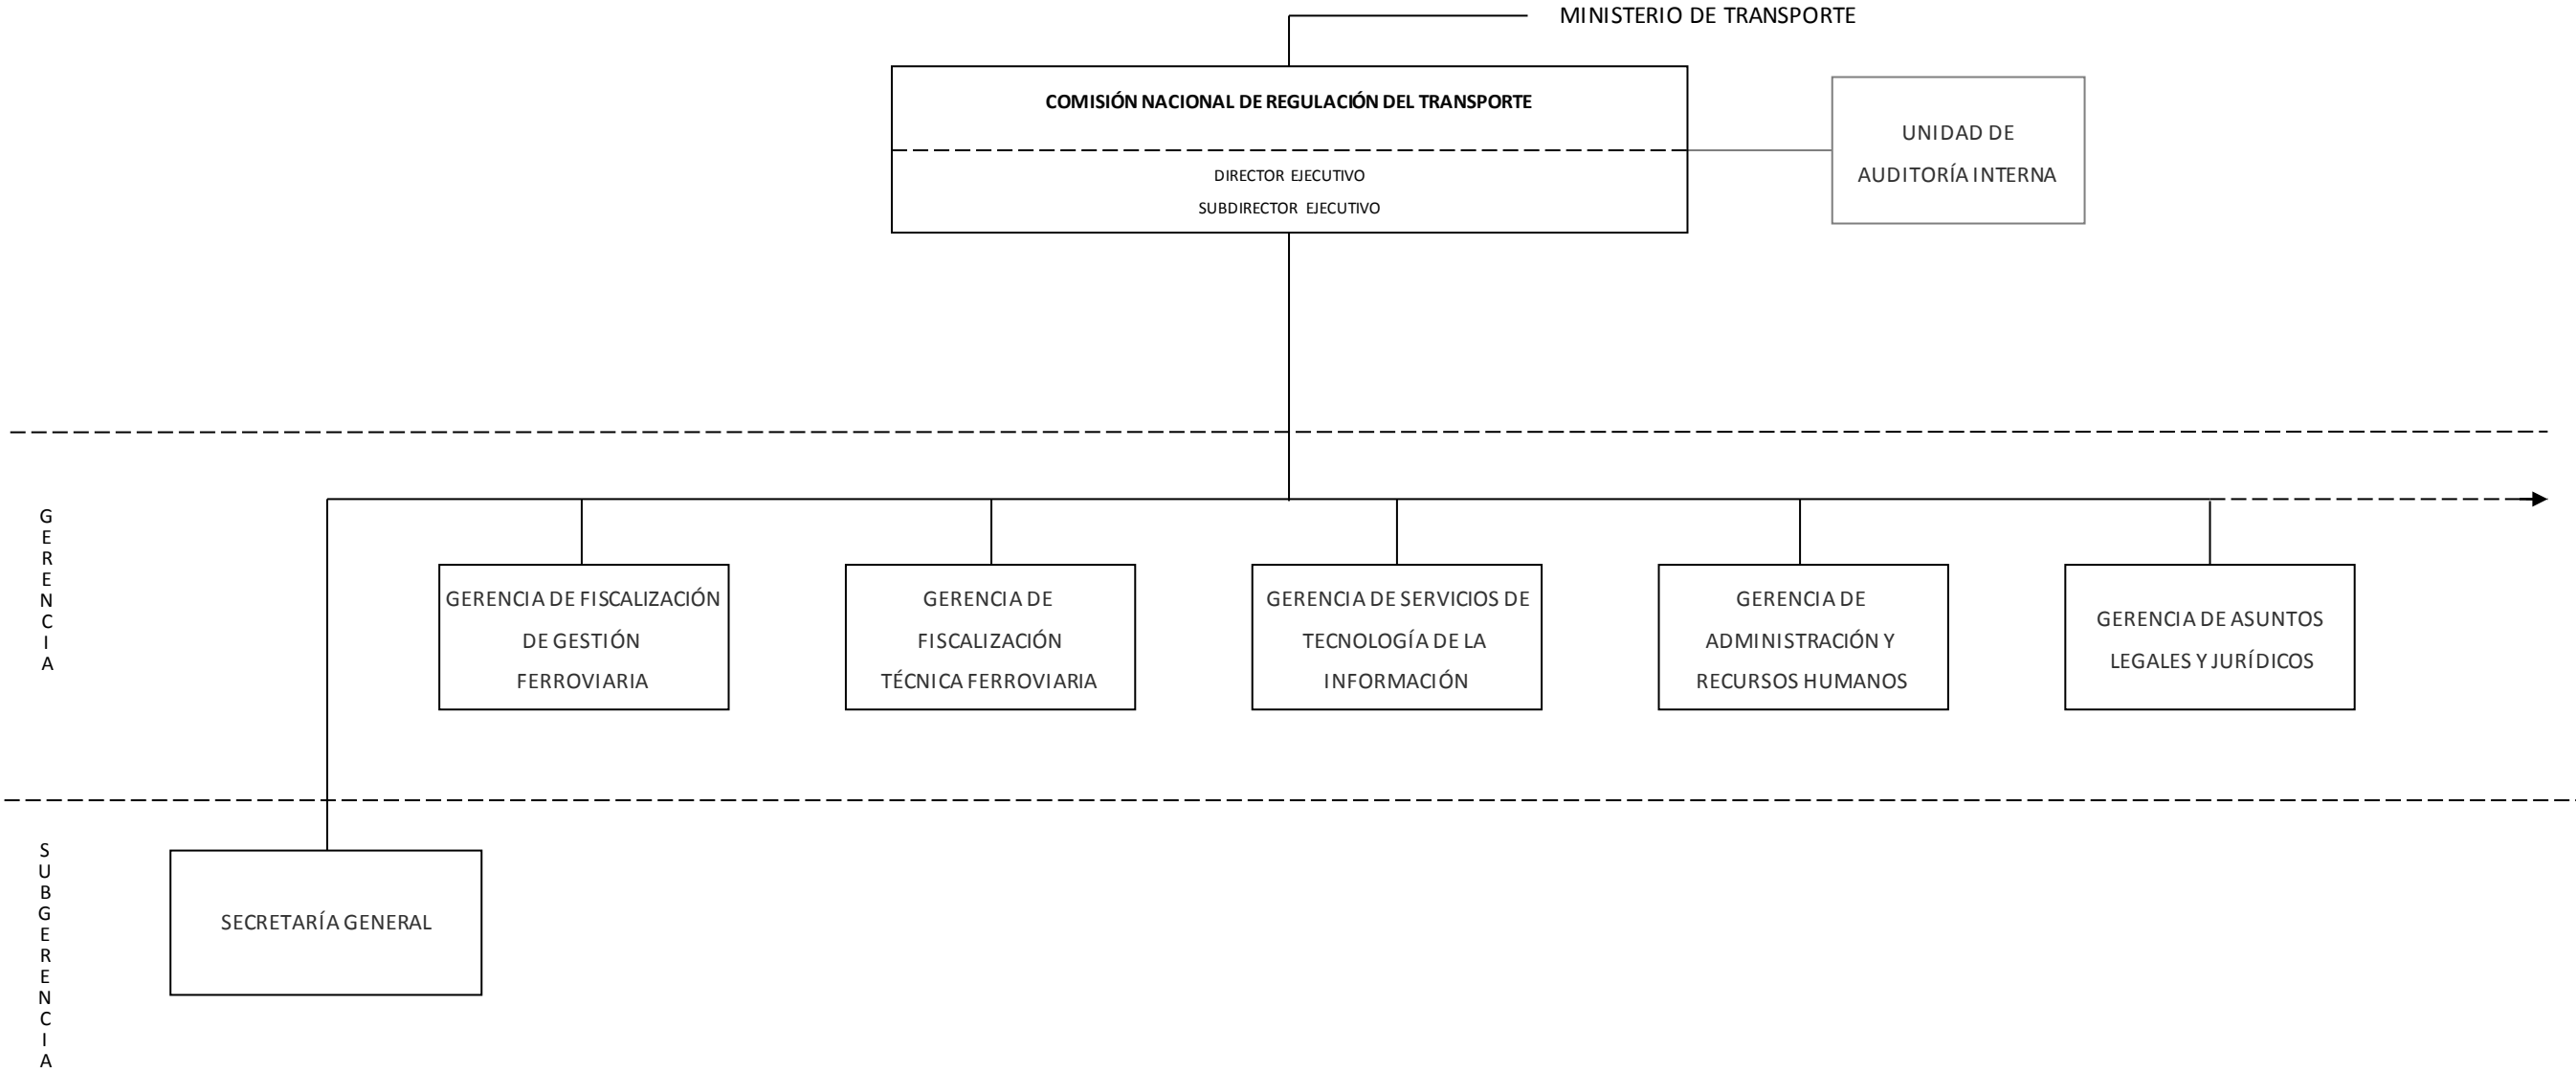 MINISTERIO DE TRANSPORTE
COMISIÓN NACIONAL DE REGULACIÓN DEL TRANSPORTE
DIRECTOR EJECUTIVO
SUBDIRECTOR EJECUTIVO
UNIDAD DE
AUDITORÍA INTERNA
GERENCIA
GERENCIA DE FISCALIZACIÓN
DE GESTIÓN
FERROVIARIA
GERENCIA DE
FISCALIZACIÓN
TÉCNICA FERROVIARIA
GERENCIA DE SERVICIOS DE
TECNOLOGÍA DE LA
INFORMACIÓN
GERENCIA DE
ADMINISTRACIÓN Y
RECURSOS HUMANOS
GERENCIA DE ASUNTOS
LEGALES Y JURÍDICOS
SUBGERENCIA
SECRETARÍA GENERAL